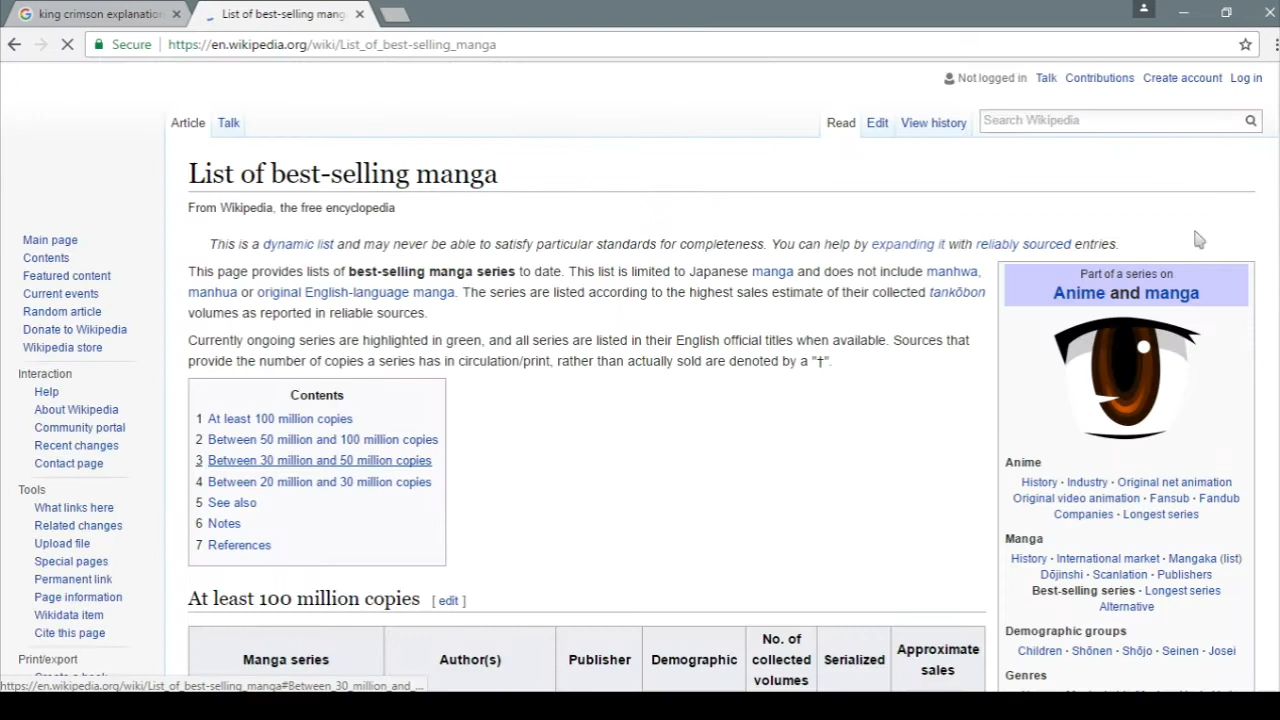 king crimson explanation
List of best-selling mang
Secure
https://en.wikipedia.org/wiki/List_of_best-selling_manga
Not logged in Talk Contributions Create account Log in
Article Talk
Read Edit View history
Search Wikipedia
List of best-selling manga
From Wikipedia, the free encyclopedia
This is a dynamic list and may never be able to satisfy particular standards for completeness. You can help by expanding it with reliably sourced entries.
This page provides lists of best-selling manga series to date. This list is limited to Japanese manga and does not include manhwa,
manhua or original English-language manga. The series are listed according to the highest sales estimate of their collected tankōbon
volumes as reported in reliable sources.
Currently ongoing series are highlighted in green, and all series are listed in their English official titles when available. Sources that
provide the number of copies a series has in circulation/print, rather than actually sold are denoted by a "†".
Contents
1 At least 100 million copies
2 Between 50 million and 100 million copies
3 Between 30 million and 50 million copies
4 Between 20 million and 30 million copies
5 See also
6 Notes
7 References
At least 100 million copies [ edit ]
Manga series
Author(s)
Publisher
Demographic
No. of
collected
volumes
Serialized
Approximate
sales
Main page
Contents
Featured content
Current events
Random article
Donate to Wikipedia
Wikipedia store
Interaction
Help
About Wikipedia
Community portal
Recent changes
Contact page
Tools
What links here
Related changes
Upload file
Special pages
Permanent link
Page information
Wikidata item
Cite this page
Print/export
Part of a series on
Anime and manga
Anime
History · Industry · Original net animation
Original video animation · Fansub · Fandub
Companies · Longest series
Manga
History · International market · Mangaka (list)
Dōjinshi · Scanlation · Publishers
Best-selling series · Longest series
Alternative
Demographic groups
Children · Shōnen · Shōjo · Seinen · Josei
Genres
https://en.wikipedia.org/wiki/List_of_best-selling_manga#Between_30_million_and_...